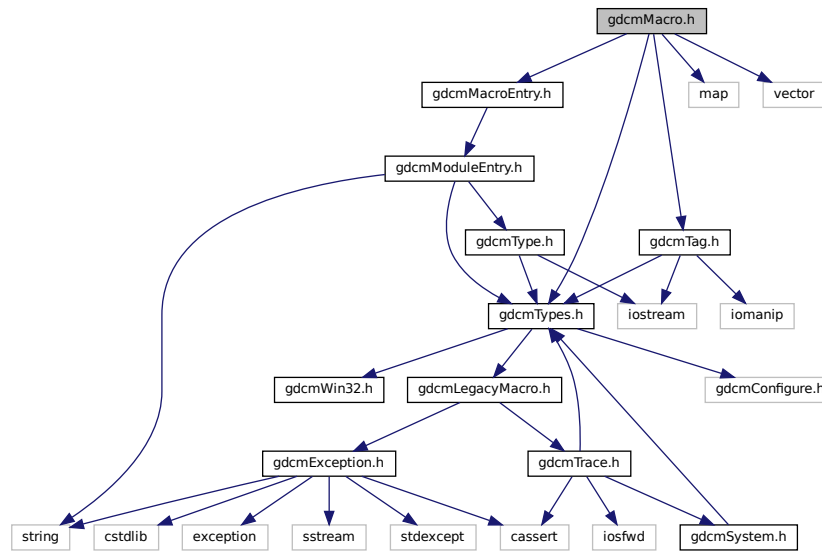 gdcmMacro.h
gdcmMacroEntry.h
map
vector
gdcmModuleEntry.h
gdcmType.h
gdcmTag.h
gdcmTypes.h
iostream
iomanip
gdcmWin32.h
gdcmLegacyMacro.h
gdcmConfigure.h
gdcmException.h
gdcmTrace.h
string
cstdlib
exception
sstream
stdexcept
cassert
iosfwd
gdcmSystem.h